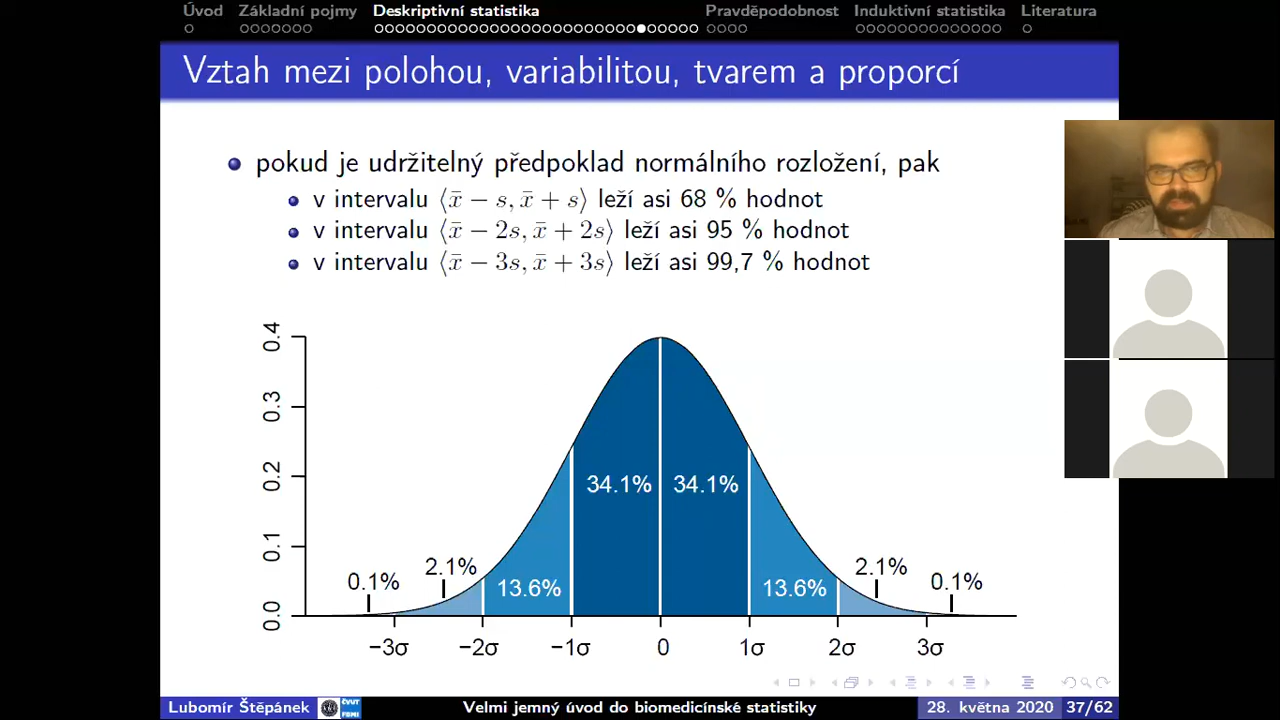 Úvod Základní pojmy Deskriptivní statistika Pravděpodobnost Induktivní statistika Literatura
Vztah mezi polohou, variabilitou, tvarem a proporcí
pokud je udržitelný předpoklad normálního rozložení, pak
v intervalu ⟨x̄ − s, x̄ + s⟩ leží asi 68 % hodnot
v intervalu ⟨x̄ − 2s, x̄ + 2s⟩ leží asi 95 % hodnot
v intervalu ⟨x̄ − 3s, x̄ + 3s⟩ leží asi 99,7 % hodnot
0.4
0.3
0.2
0.1
0.0
34.1% 34.1%
0.1% 2.1% 13.6% 13.6% 2.1% 0.1%
−3σ −2σ −1σ 0 1σ 2σ 3σ
Lubomír Štěpánek ČVUT FBMI Velmi jemný úvod do biomedicínské statistiky 28. května 2020 37/62